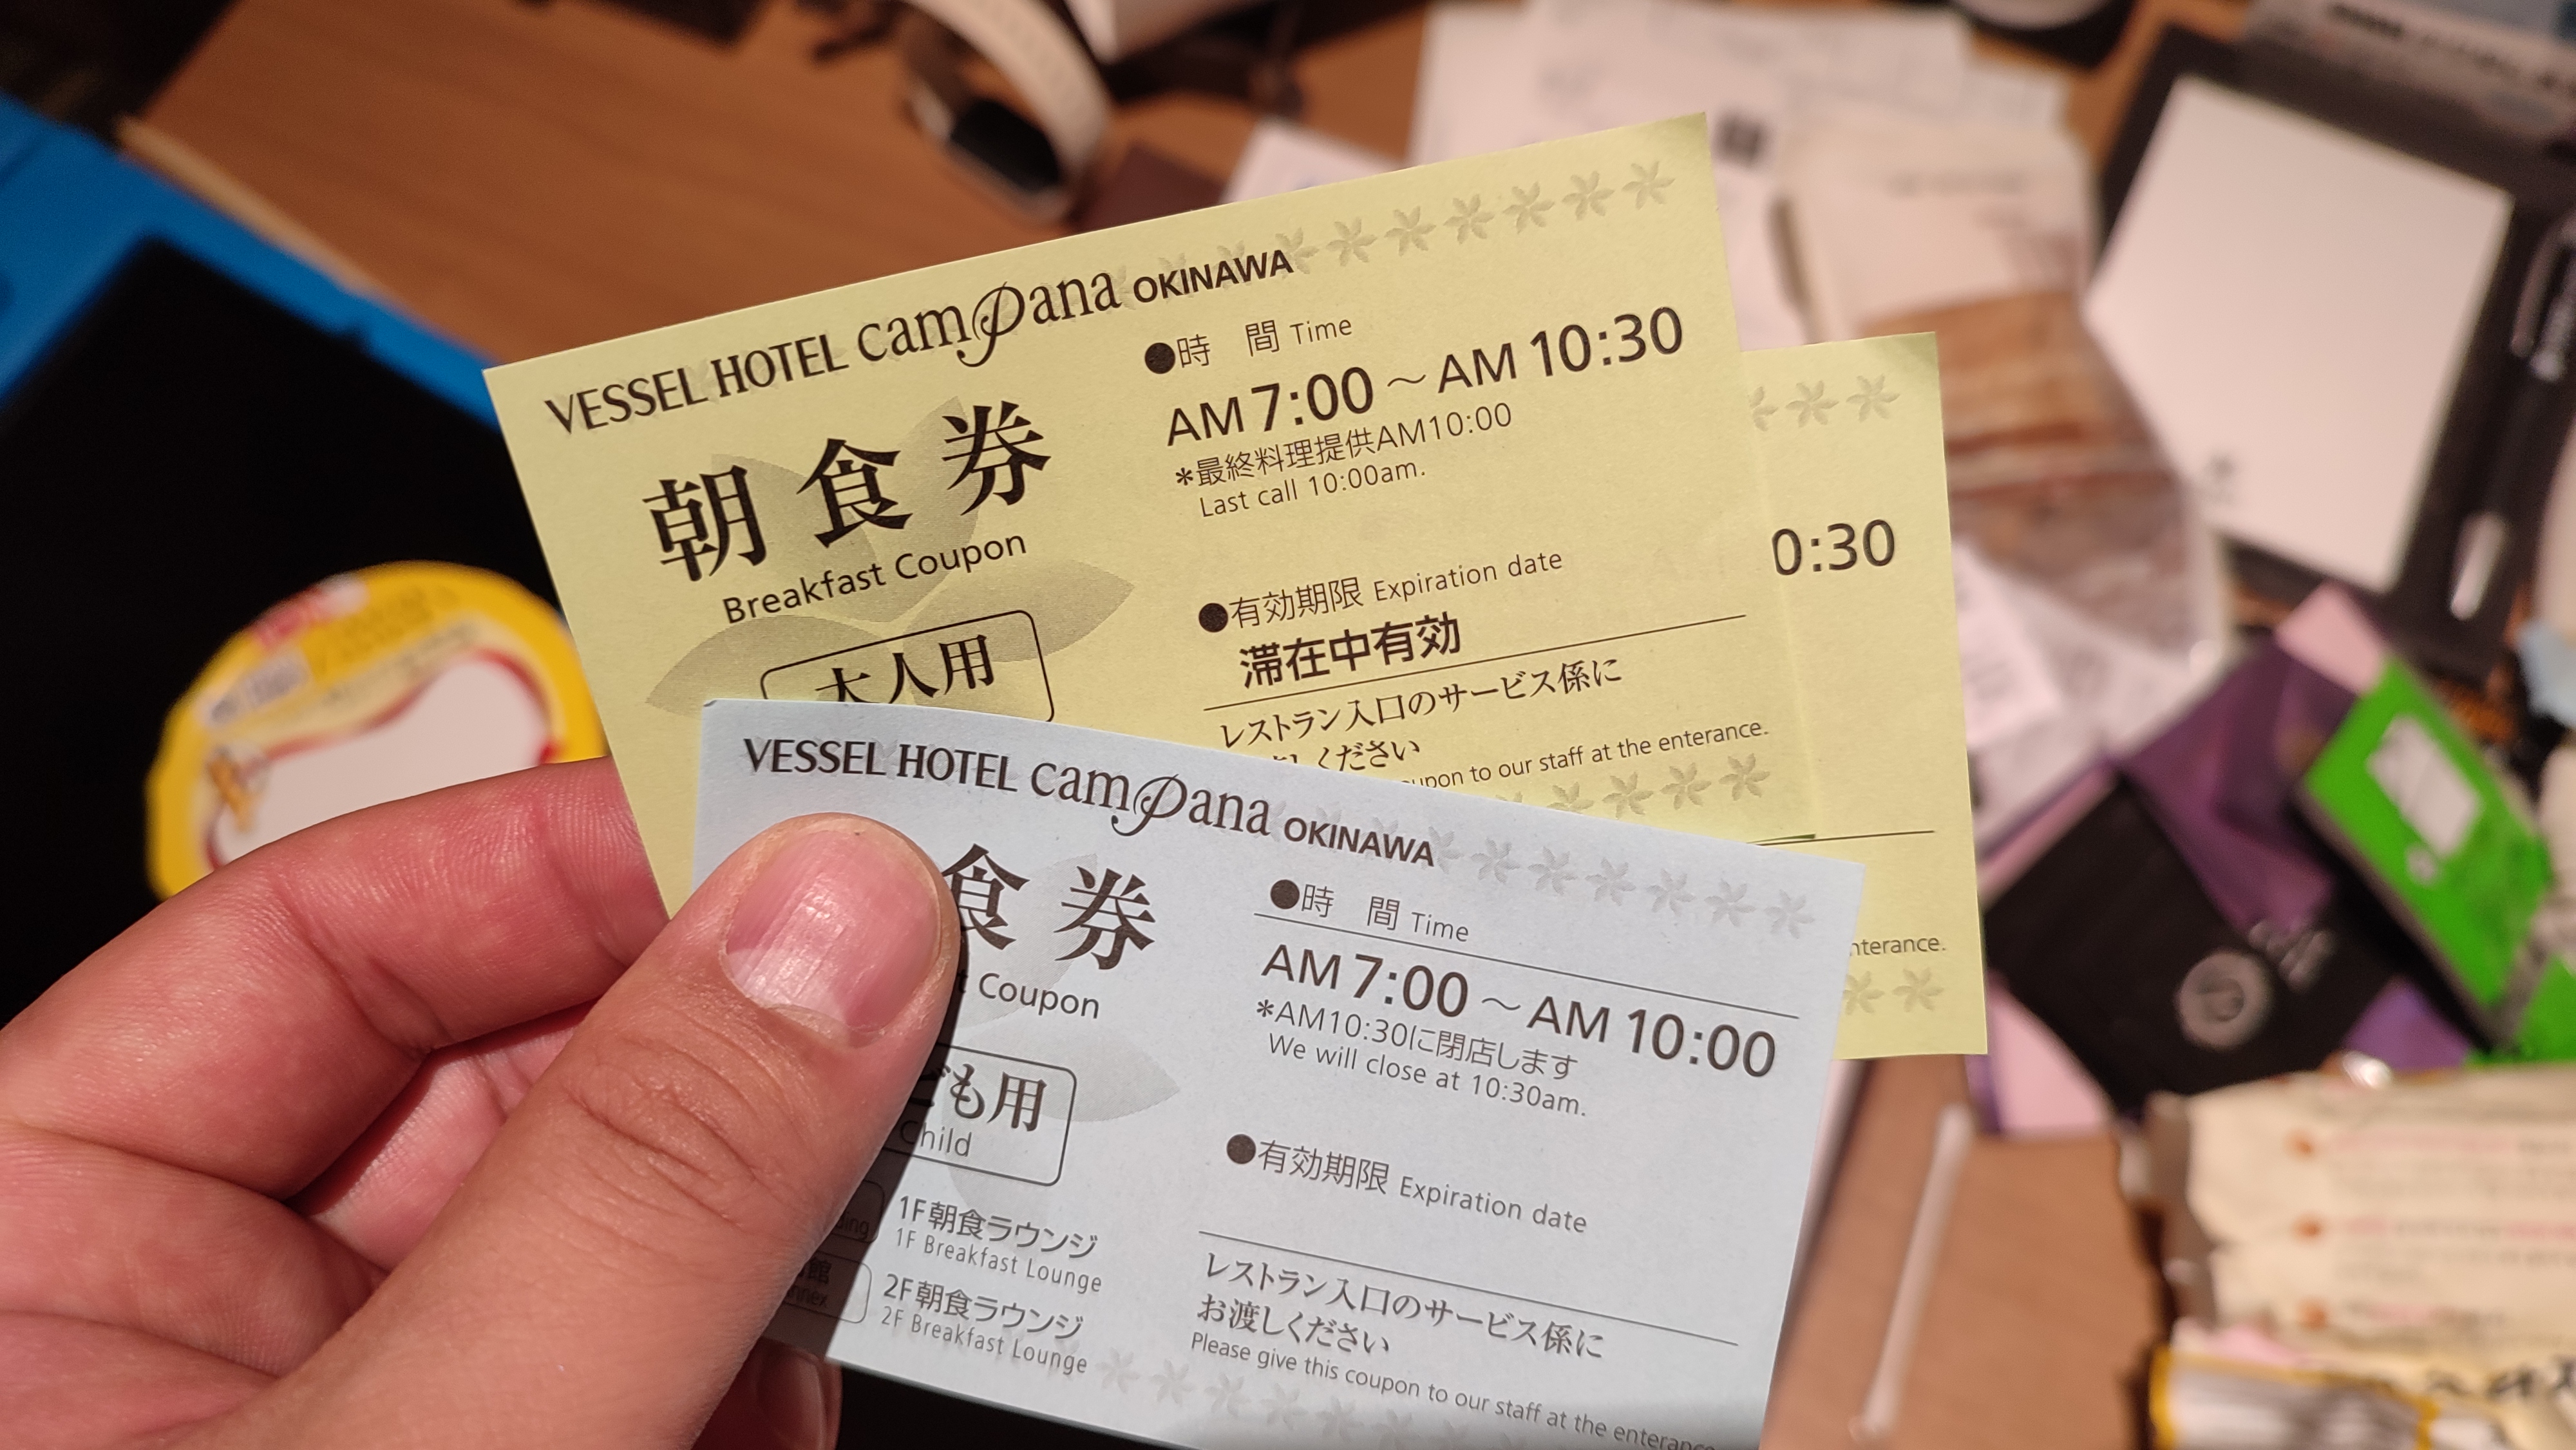 VESSEL HOTEL campana OKINAWA
朝食券
Breakfast Coupon
大人用
●時 間 Time
AM 7:00 ～ AM 10:30
*最終料理提供AM10:00
Last call 10:00am.
●有効期限 Expiration date
滞在中有効
レストラン入口のサービス係に
しください
to our staff at the enterance.
0:30
VESSEL HOTEL campana OKINAWA
食券
Coupon
ども用
Child
1F朝食ラウンジ
1F Breakfast Lounge
2F朝食ラウンジ
2F Breakfast Lounge
●時 間 Time
AM 7:00 ～ AM 10:00
*AM10:30に閉店します
We will close at 10:30am.
●有効期限 Expiration date
レストラン入口のサービス係に
お渡しください
Please give this coupon to our staff at the enterance.